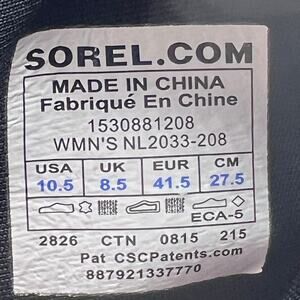 SOREL.COM
MADE IN CHINA
Fabriqué En Chine
1530881208
WMN'S NL2033-208
USA UK EUR CM
10.5 8.5 41.5 27.5
ECA-5
2826 CTN 0815 215
Pat CSCPatents.com
887921337770